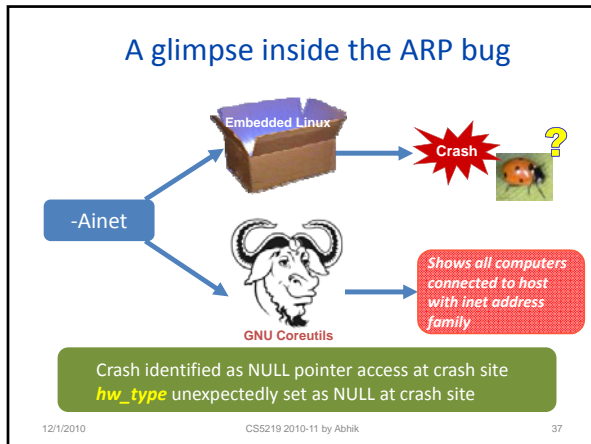 A glimpse inside the ARP bug
Embedded Linux
Crash
?
-Ainet
Shows all computers
connected to host
with inet address
family
GNU Coreutils
Crash identified as NULL pointer access at crash site
hw_type unexpectedly set as NULL at crash site
12/1/2010
CS5219 2010-11 by Abhik
37